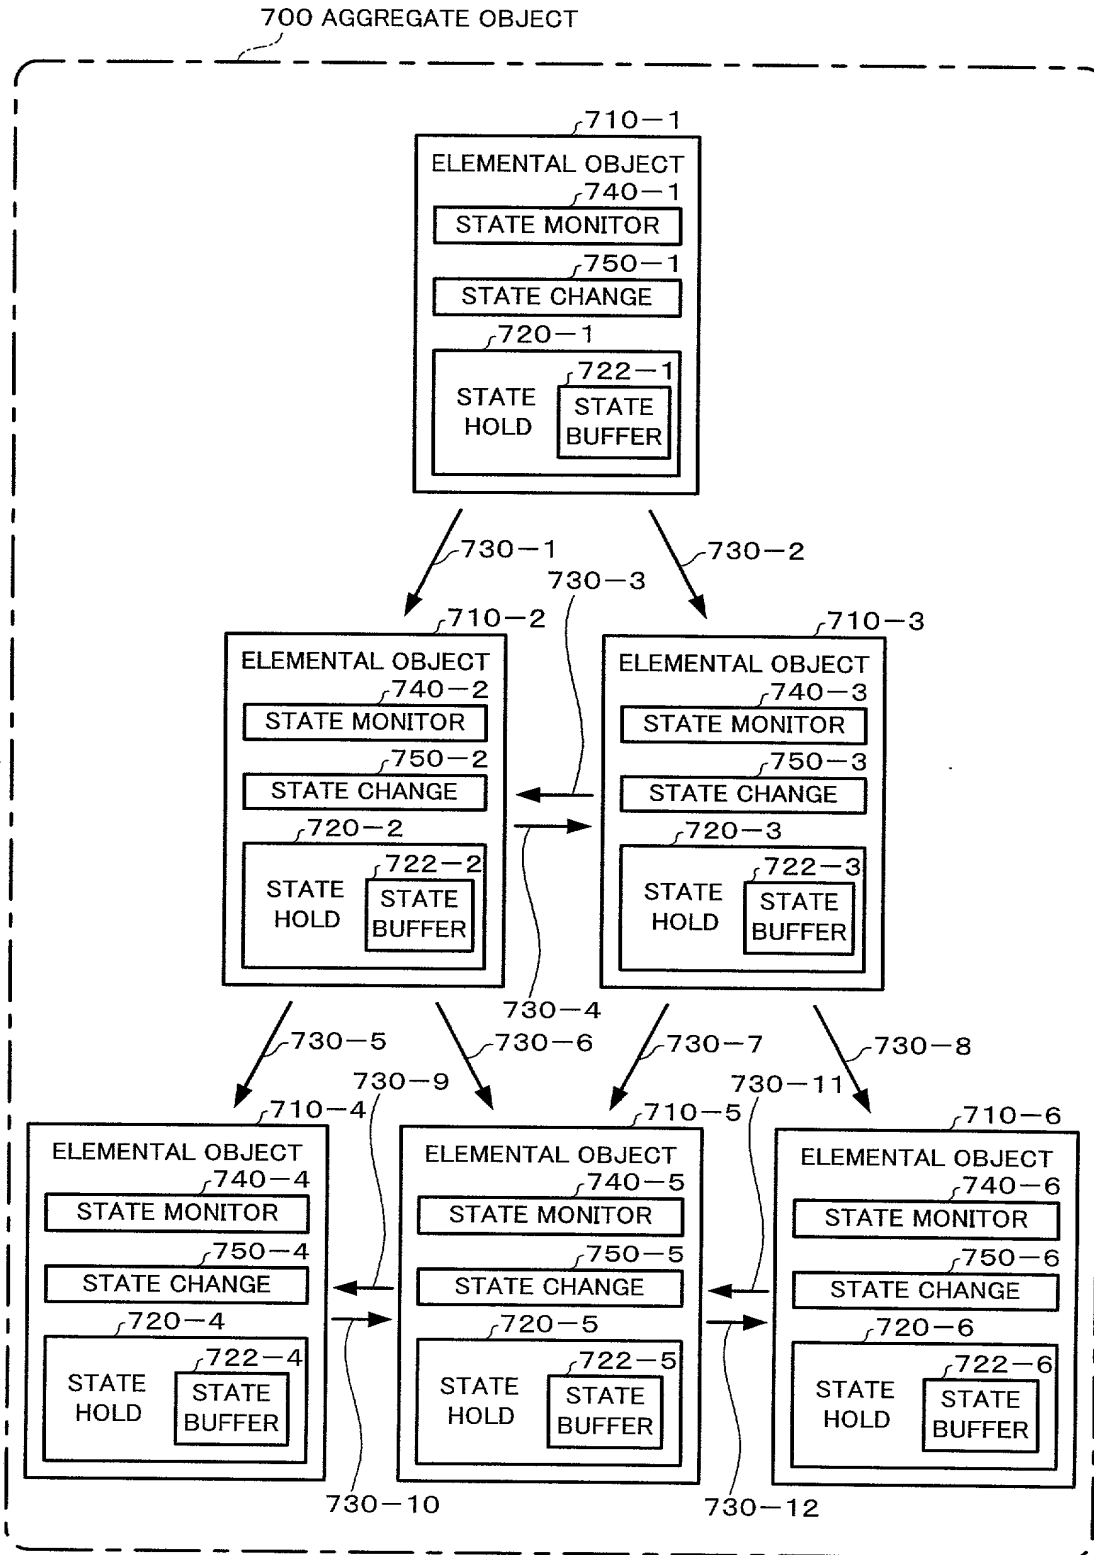 700 AGGREGATE OBJECT
710-1
ELEMENTAL OBJECT
740-1
STATE MONITOR
750-1
STATE CHANGE
720-1
722-1
STATE HOLD
STATE BUFFER
730-1
730-2
730-3
710-2
ELEMENTAL OBJECT
740-2
STATE MONITOR
750-2
STATE CHANGE
720-2
722-2
STATE HOLD
STATE BUFFER
710-3
ELEMENTAL OBJECT
740-3
STATE MONITOR
750-3
STATE CHANGE
720-3
722-3
STATE HOLD
STATE BUFFER
730-4
730-5
730-6
730-7
730-8
730-9
730-11
710-4
ELEMENTAL OBJECT
740-4
STATE MONITOR
750-4
STATE CHANGE
720-4
722-4
STATE HOLD
STATE BUFFER
710-5
ELEMENTAL OBJECT
740-5
STATE MONITOR
750-5
STATE CHANGE
720-5
722-5
STATE HOLD
STATE BUFFER
710-6
ELEMENTAL OBJECT
740-6
STATE MONITOR
750-6
STATE CHANGE
720-6
722-6
STATE HOLD
STATE BUFFER
730-10
730-12